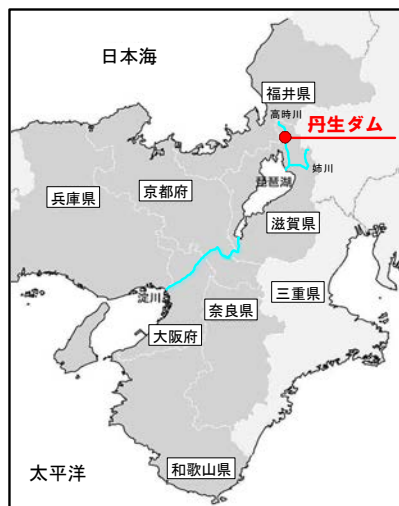 日本海
福井県
高時川
丹生ダム
姉川
琵琶湖
京都府
兵庫県
滋賀県
三重県
淀川
奈良県
大阪府
和歌山県
太平洋